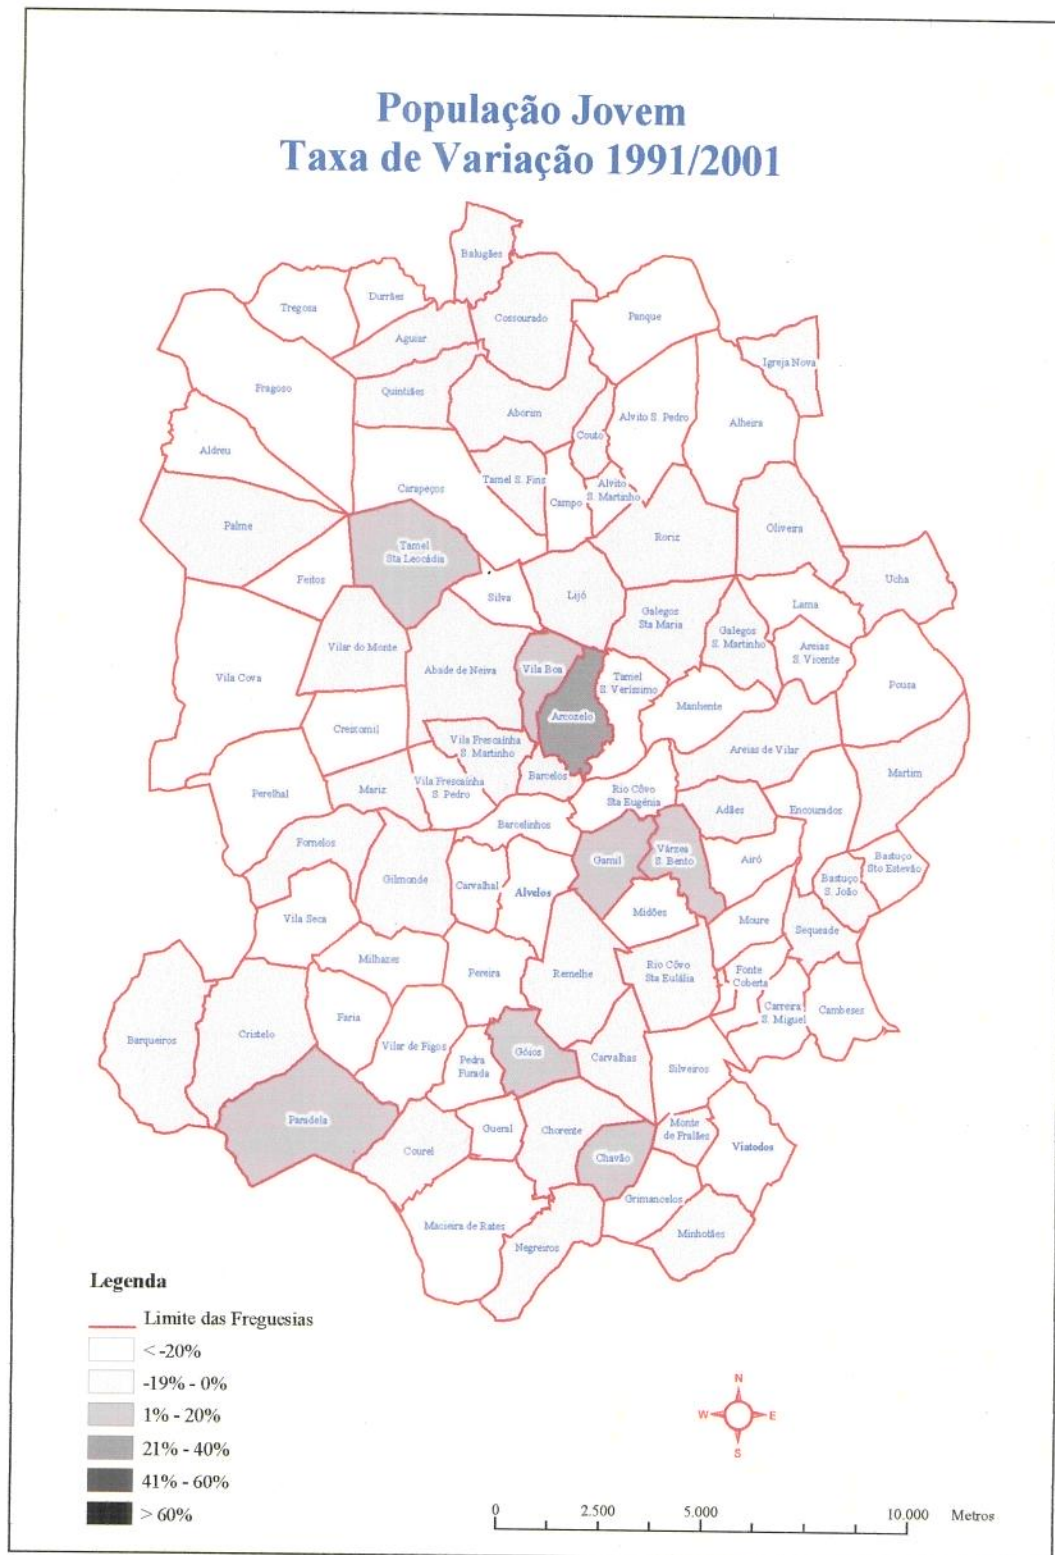 População Jovem
Taxa de Variação 1991/2001
Balugães
Durrães
Tregosa
Cossourado
Panque
Aguiar
Igreja Nova
Fragoso
Quintiães
Aborim
Alvito S. Pedro
Alheira
Couto
Aldreu
Carapeços
Tamel S. Fins
Alvito
S. Martinho
Campo
Palme
Oliveira
Roriz
Tamel
Sta Leocádia
Feitos
Ucha
Silva
Lijó
Lama
Galegos
Sta Maria
Galegos
S. Martinho
Areias
S. Vicente
Vilar do Monte
Abade de Neiva
Vila Boa
Tamel
S. Veríssimo
Vila Cova
Pousa
Manhente
Arcozelo
Creixomil
Vila Frescaínha
S. Martinho
Areias de Vilar
Martim
Barcelos
Vila Frescaínha
S. Pedro
Mariz
Perelhal
Rio Côvo
Sta Eugénia
Adães
Encourados
Barcelinhos
Fornelos
Gamil
Várzea
S. Bento
Airó
Bastuço
Sto Estevão
Gilmonde
Carvalhal
Alvelos
Bastuço
S. João
Vila Seca
Midões
Moure
Sequeade
Milhazes
Pereira
Remelhe
Rio Côvo
Sta Eulália
Fonte
Coberta
Carreira
S. Miguel
Cambeses
Faria
Cristelo
Barqueiros
Vilar de Figos
Góios
Pedra
Furada
Carvalhas
Silveiros
Paradela
Gueral
Chorente
Monte
de Fralães
Viatodos
Courel
Chavão
Grimancelos
Macieira de Rates
Minhotães
Negreiros
Legenda
Limite das Freguesias
< -20%
-19% - 0%
1% - 20%
21% - 40%
41% - 60%
> 60%
N
W E
S
0 2.500 5.000 10.000 Metros